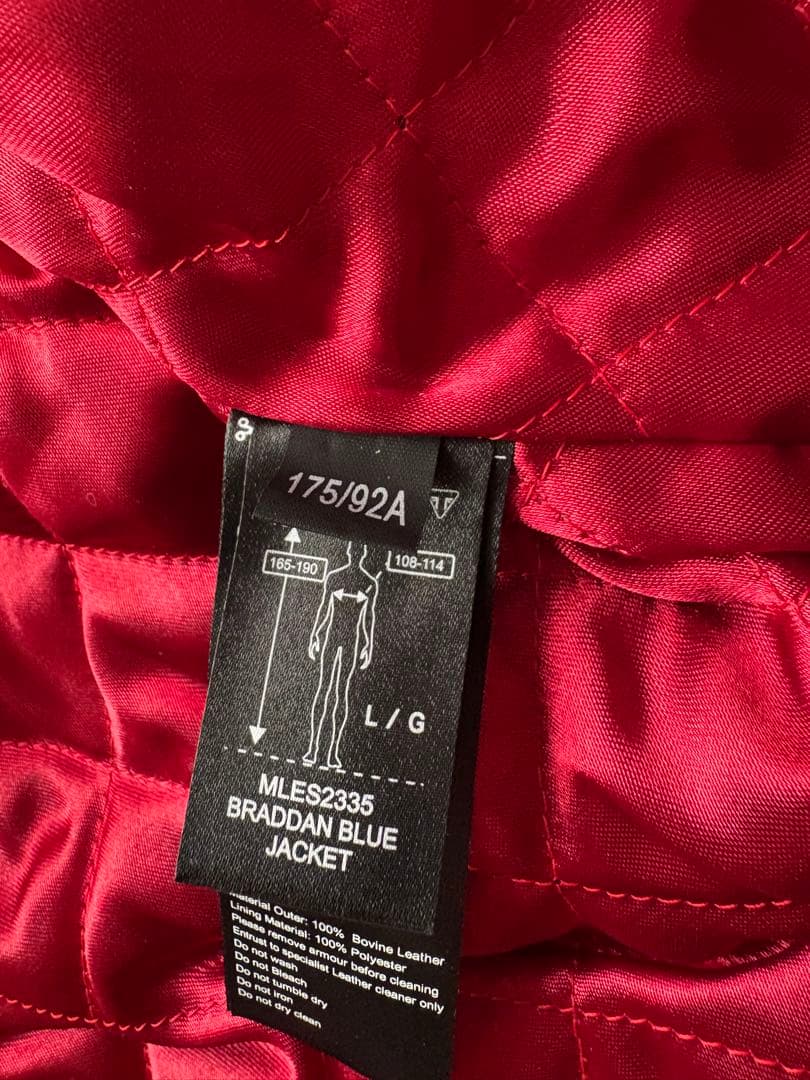 175/92A
165-190
108-114
L / G
MLES2335
BRADDAN BLUE
JACKET
Material Outer: 100% Bovine Leather
Lining Material: 100% Polyester
Please remove armour before cleaning
Entrust to specialist Leather cleaner only
Do not wash
Do not Bleach
Do not tumble dry
Do not iron
Do not dry clean